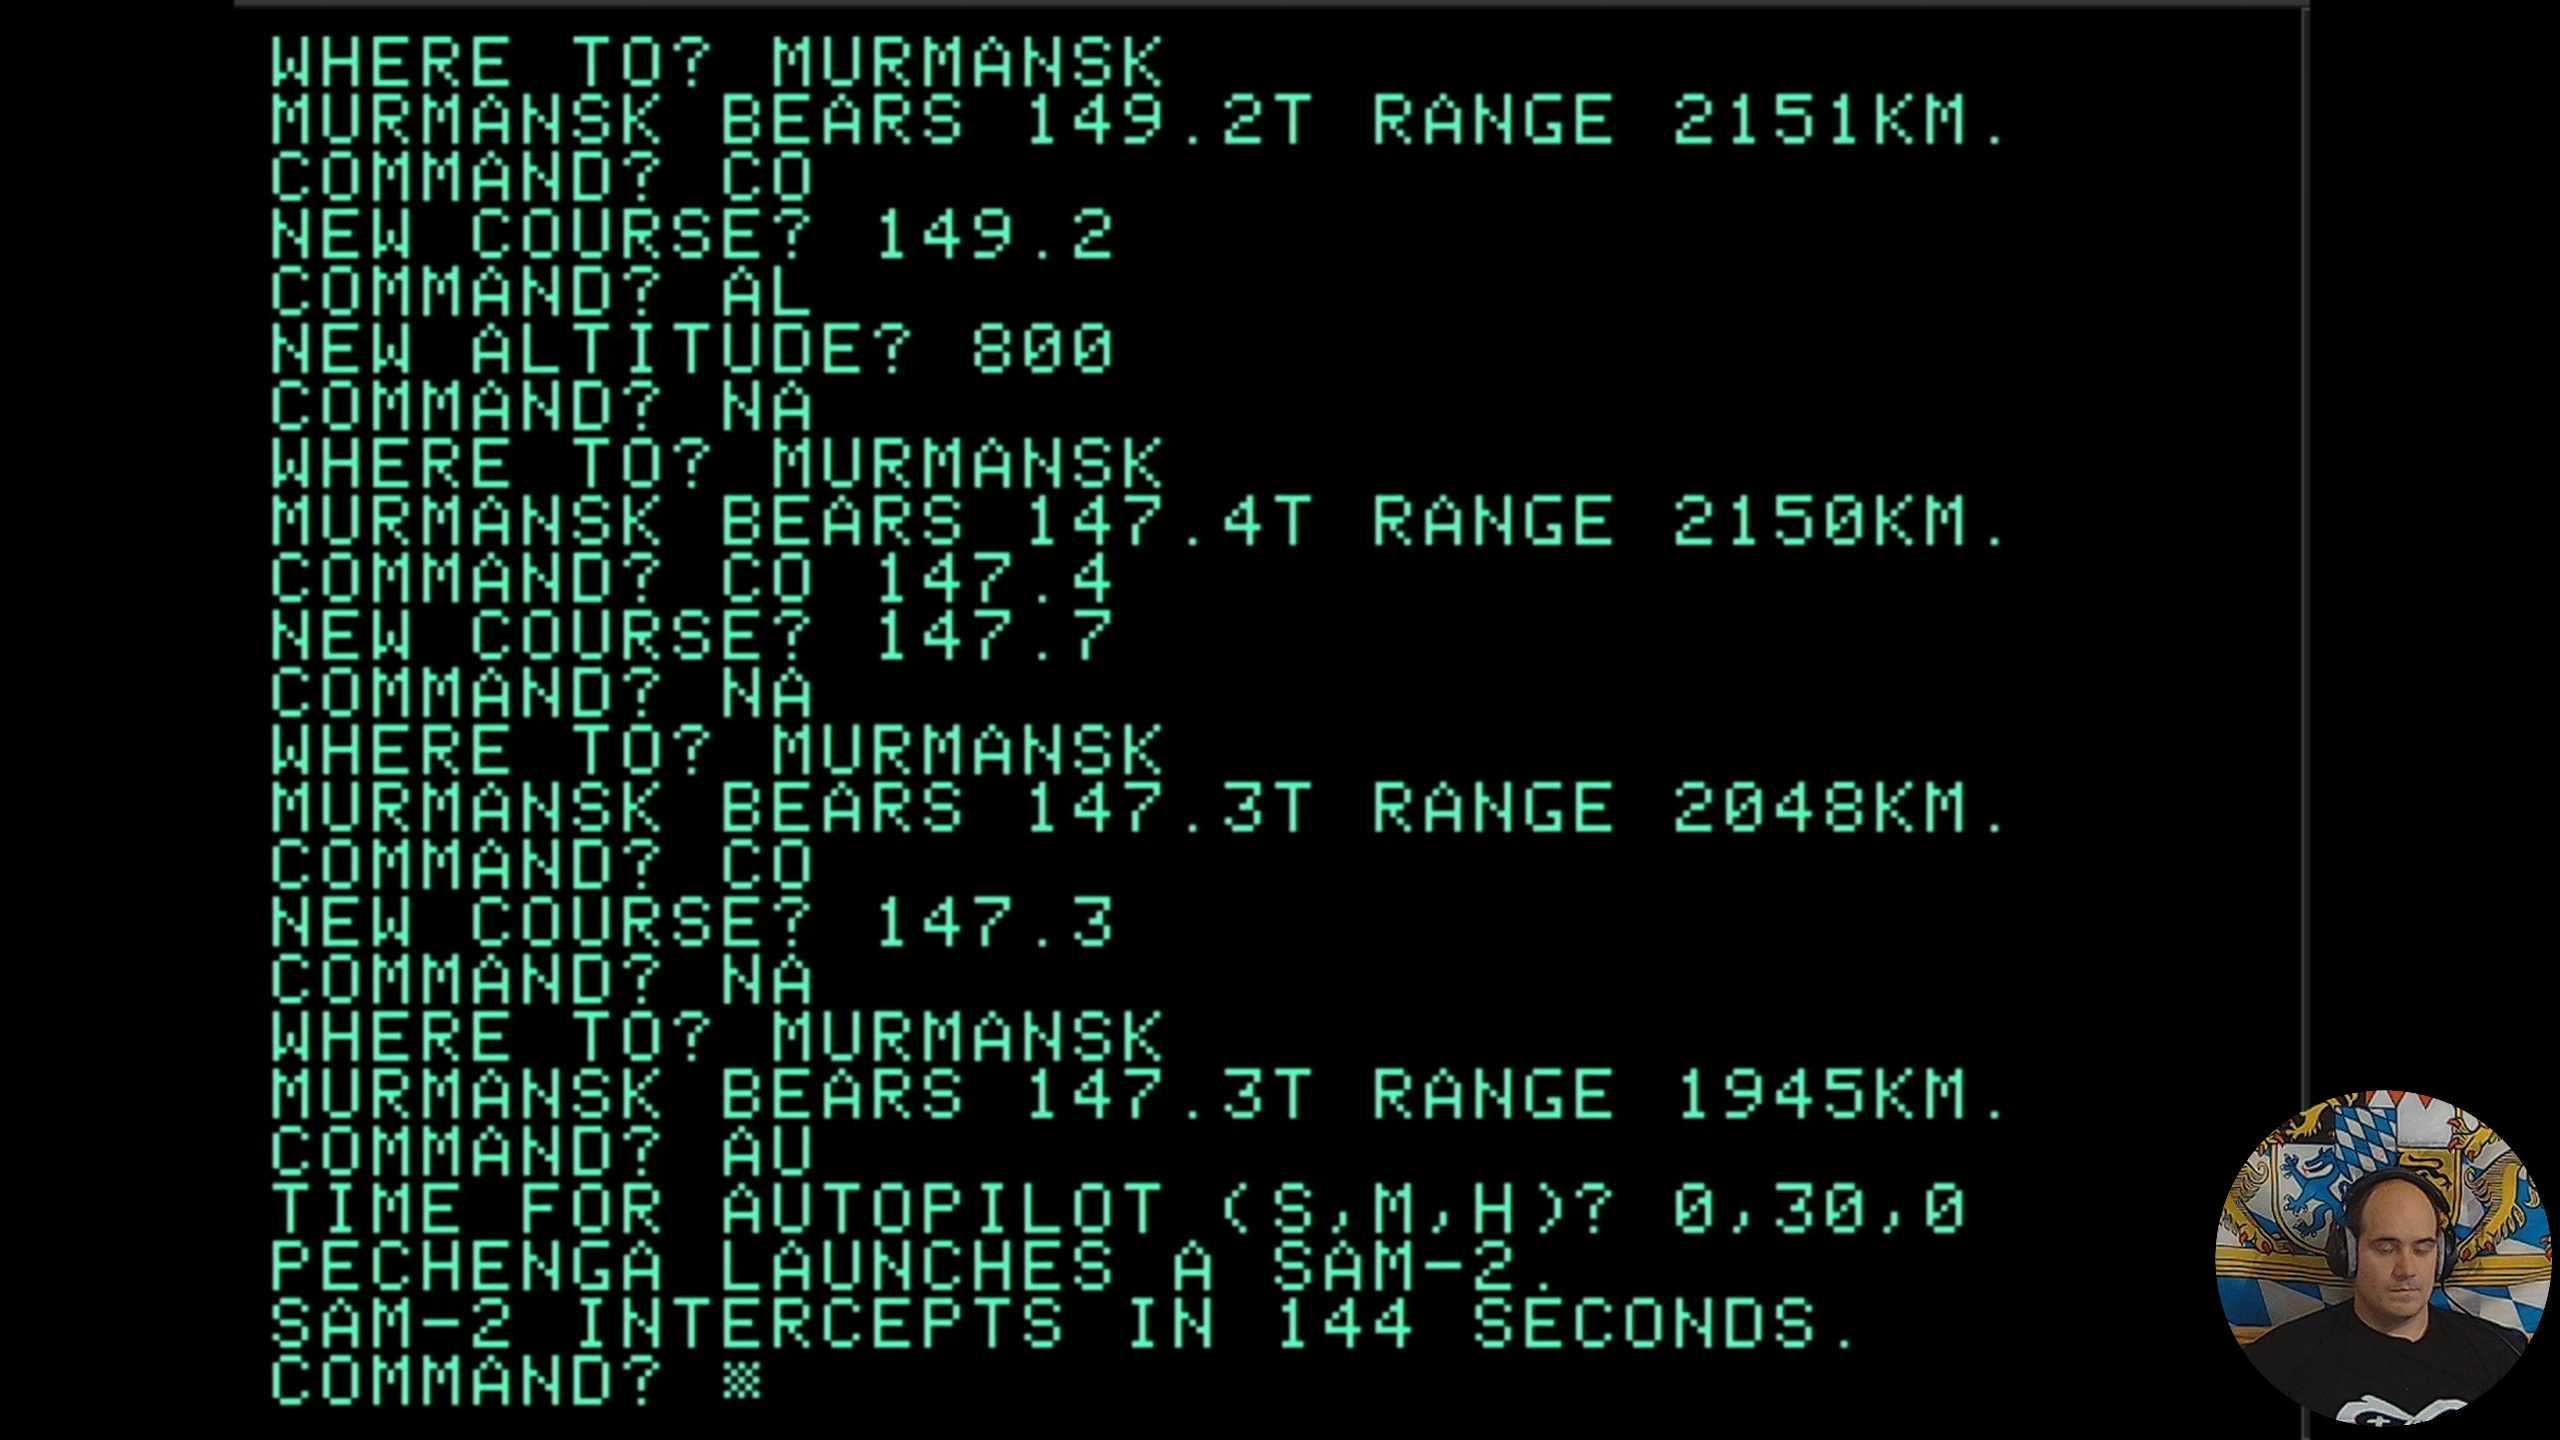 WHERE TO? MURMANSK
MURMANSK BEARS 149.2T RANGE 2151KM.
COMMAND? CO
NEW COURSE? 149.2
COMMAND? AL
NEW ALTITUDE? 800
COMMAND? NA
WHERE TO? MURMANSK
MURMANSK BEARS 147.4T RANGE 2150KM.
COMMAND? CO 147.4
NEW COURSE? 147.7
COMMAND? NA
WHERE TO? MURMANSK
MURMANSK BEARS 147.3T RANGE 2048KM.
COMMAND? CO
NEW COURSE? 147.3
COMMAND? NA
WHERE TO? MURMANSK
MURMANSK BEARS 147.3T RANGE 1945KM.
COMMAND? AU
TIME FOR AUTOPILOT (S,M,H)? 0,30,0
PECHENGA LAUNCHES A SAM-2.
SAM-2 INTERCEPTS IN 144 SECONDS.
COMMAND?